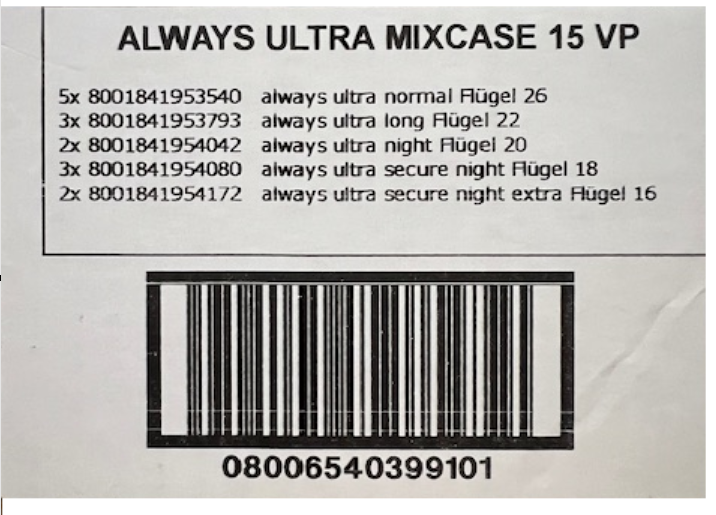 ALWAYS ULTRA MIXCASE 15 VP
5x 8001841953540 always ultra normal Flügel 26
3x 8001841953793 always ultra long Flügel 22
2x 8001841954042 always ultra night Flügel 20
3x 8001841954080 always ultra secure night Flügel 18
2x 8001841954172 always ultra secure night extra Flügel 16
08006540399101